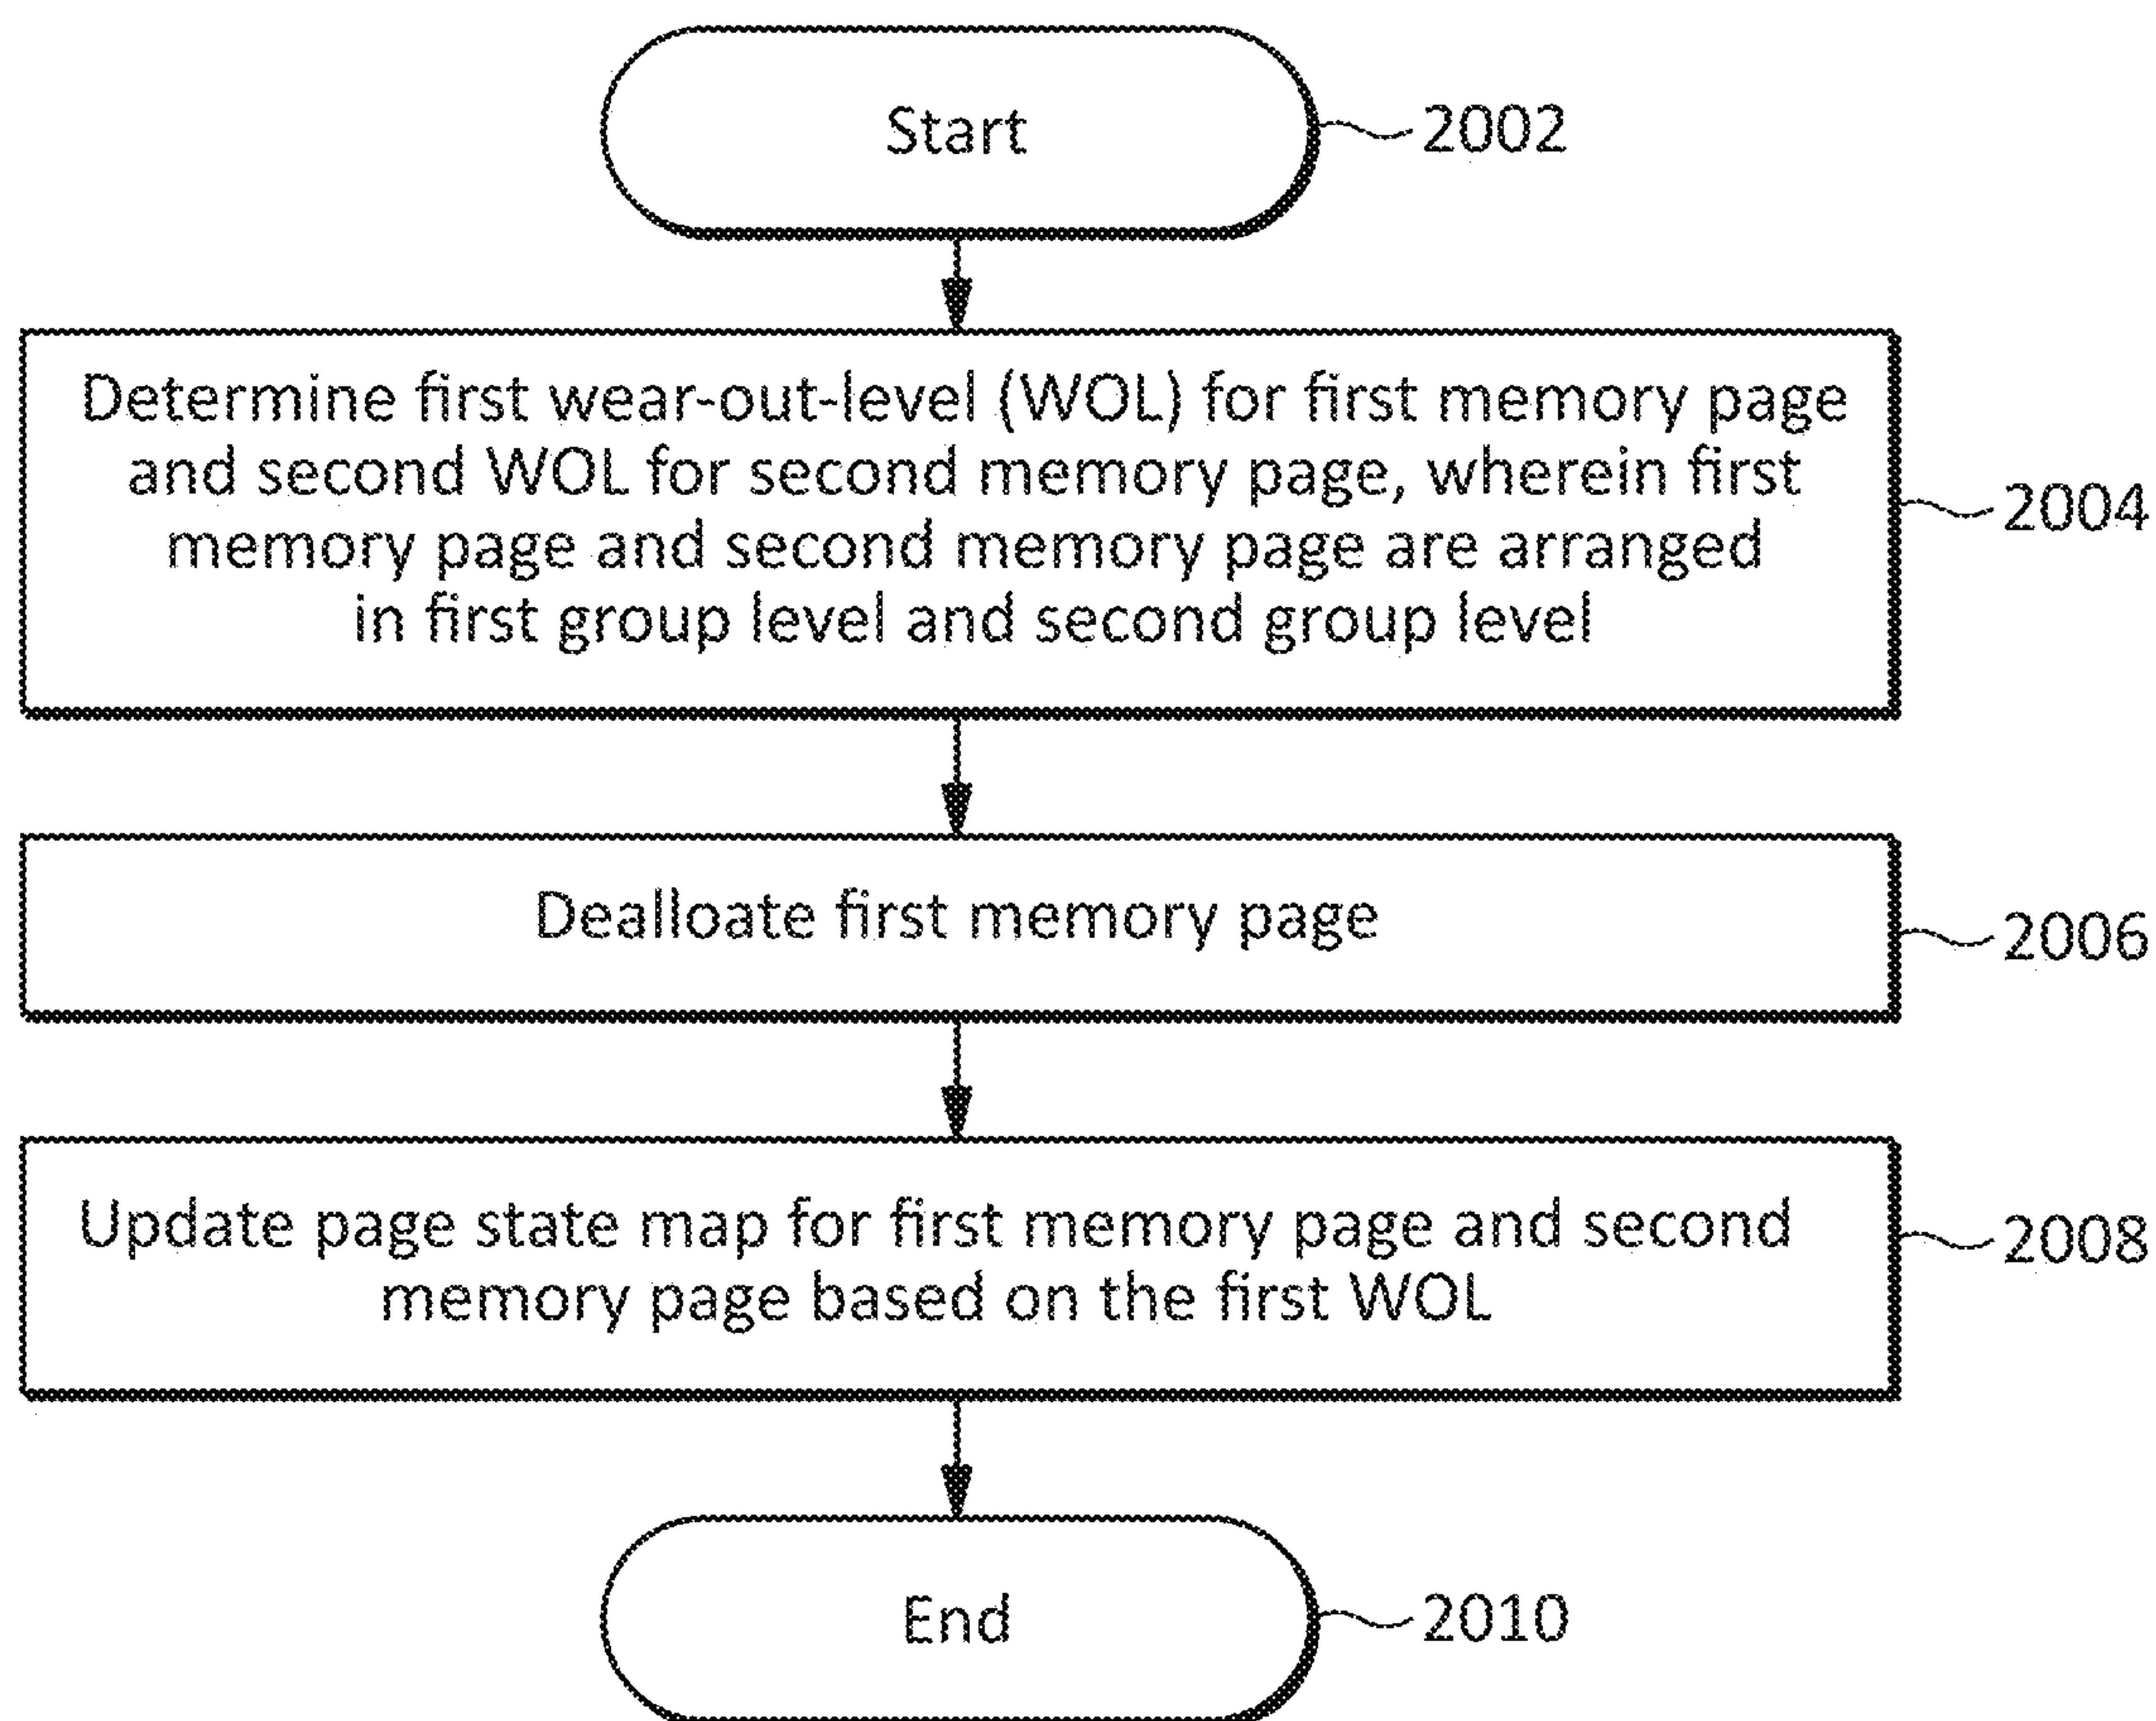 Start
2002
Determine first wear-out-level (WOL) for first memory page
and second WOL for second memory page, wherein first
memory page and second memory page are arranged
in first group level and second group level
2004
Dealloate first memory page
2006
Update page state map for first memory page and second
memory page based on the first WOL
2008
End
2010